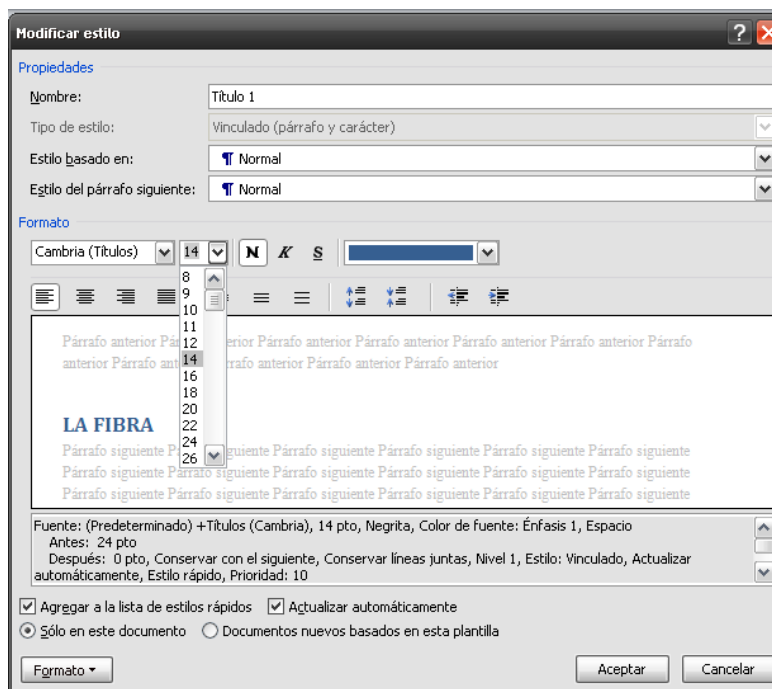 Modificar estilo
Propiedades
Nombre: Título 1
Tipo de estilo: Vinculado (párrafo y carácter)
Estilo basado en: ¶ Normal
Estilo del párrafo siguiente: ¶ Normal
Formato
Cambria (Títulos) 14 N K S
8
9
10
11
12
14
16
18
20
22
24
26
Párrafo anterior Párrafo anterior Párrafo anterior Párrafo anterior Párrafo anterior Párrafo
anterior Párrafo anterior Párrafo anterior Párrafo anterior
LA FIBRA
Párrafo siguiente siguiente Párrafo siguiente Párrafo siguiente Párrafo siguiente Párrafo siguiente
Párrafo siguiente Párrafo siguiente Párrafo siguiente Párrafo siguiente Párrafo siguiente Párrafo siguiente
Párrafo siguiente Párrafo siguiente Párrafo siguiente Párrafo siguiente Párrafo siguiente Párrafo siguiente
Fuente: (Predeterminado) +Títulos (Cambria), 14 pto, Negrita, Color de fuente: Énfasis 1, Espacio
Antes: 24 pto
Después: 0 pto, Conservar con el siguiente, Conservar líneas juntas, Nivel 1, Estilo: Vinculado, Actualizar
automáticamente, Estilo rápido, Prioridad: 10
Agregar a la lista de estilos rápidos Actualizar automáticamente
Sólo en este documento Documentos nuevos basados en esta plantilla
Formato Aceptar Cancelar